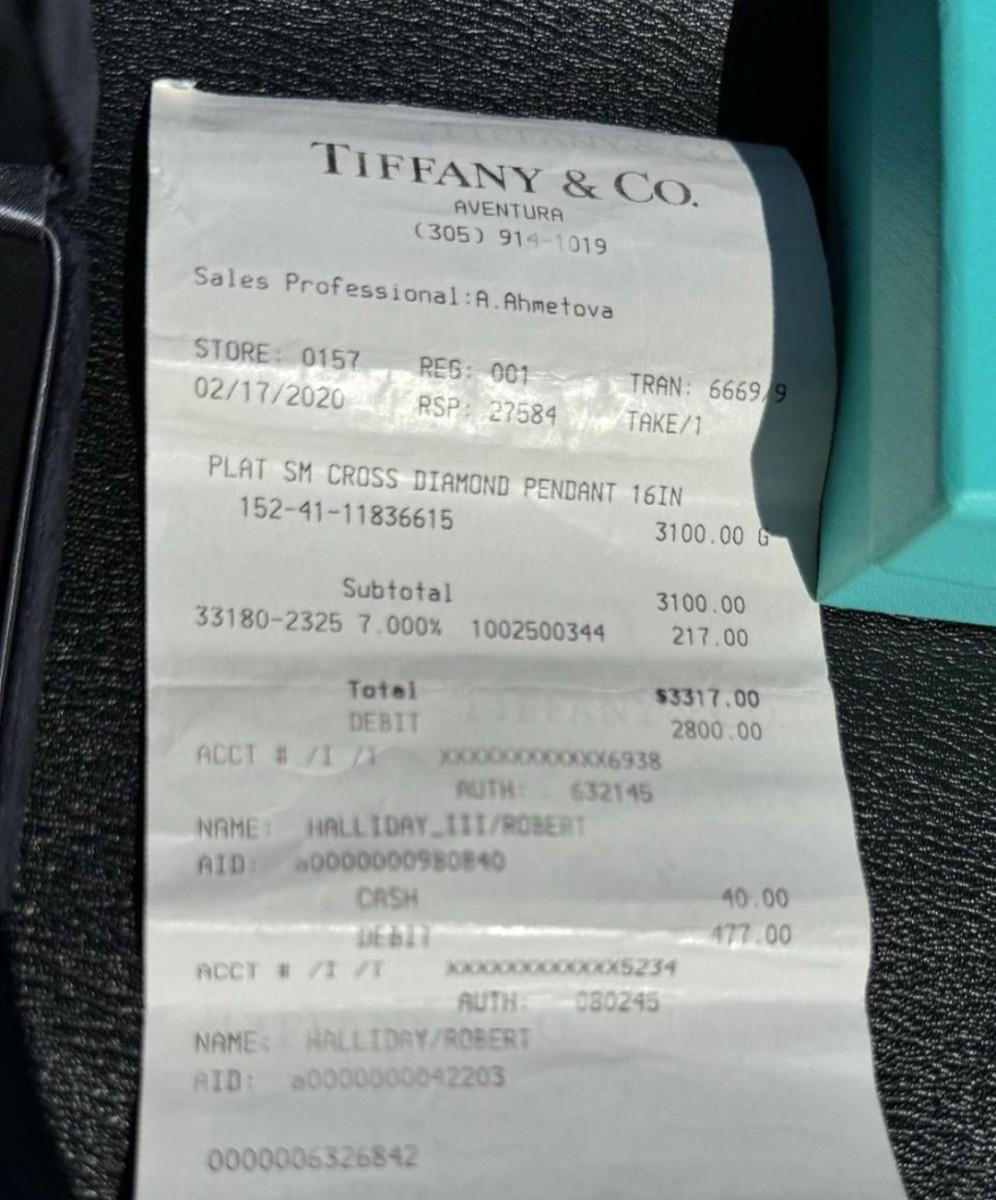 TIFFANY & CO.
AVENTURA
(305) 914-1019
Sales Professional:A.Ahmetova
STORE: 0157 REG: 001 TRAN: 6669/9
02/17/2020 RSP: 27584 TAKE/1
PLAT SM CROSS DIAMOND PENDANT 16IN
152-41-11836615 3100.00 G
Subtotal 3100.00
33180-2325 7.000% 1002500344 217.00
Total $3317.00
DEBIT 2800.00
ACCT # /I /T XXXXXXXXXXXX6938
AUTH: 632145
NAME: HALLIDAY_III/ROBERT
AID: a0000000980840
CASH 40.00
DEBIT 477.00
ACCT # /I /T XXXXXXXXXXXX5234
AUTH: 080245
NAME: HALLIDAY/ROBERT
AID: a0000000042203
0000006326842